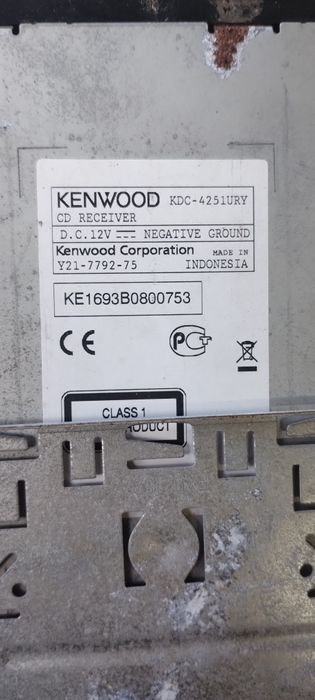 KENWOOD KDC-4251URY
CD RECEIVER
D.C.12V NEGATIVE GROUND
Kenwood Corporation MADE IN
Y21-7792-75 INDONESIA
KE1693B0800753
CE
PCT
CLASS 1